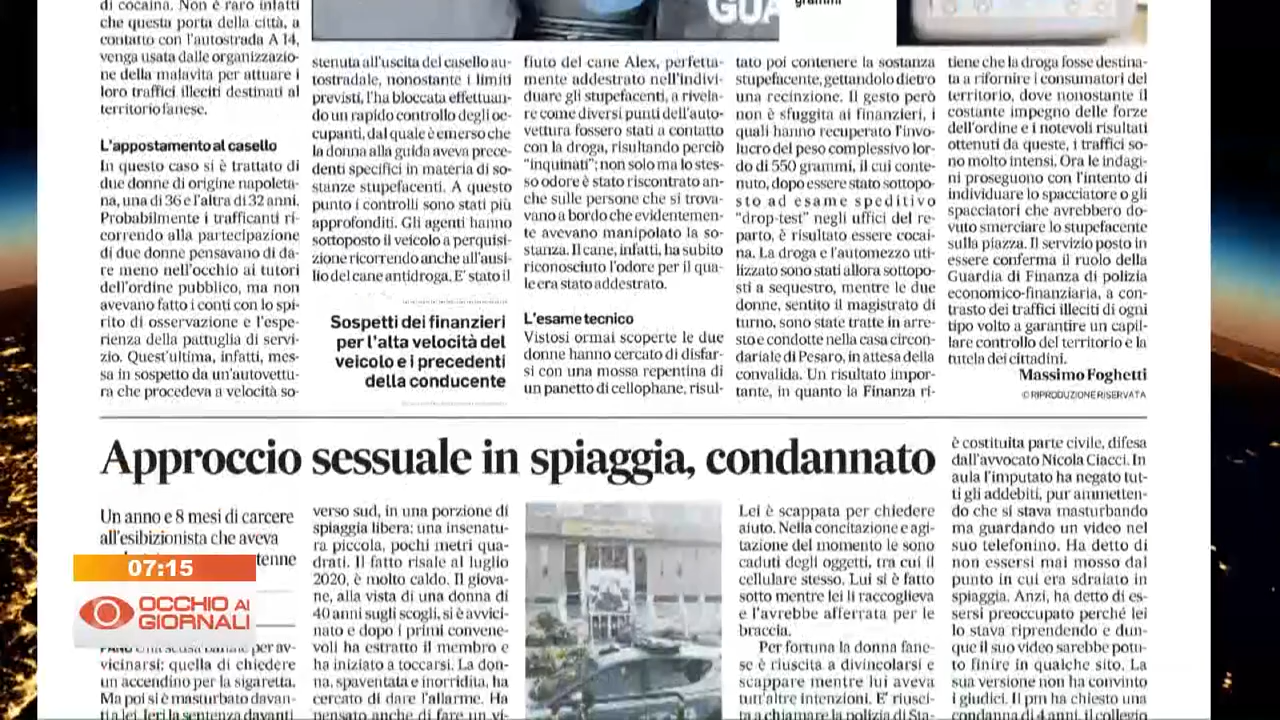 di cocaina. Non è raro infatti
che questa porta della città, a
contatto con l'autostrada A 14,
venga usata dalle organizzazio-
ne della malavita per attuare i
loro traffici illeciti destinati al
territorio fanese.
L'appostamento al casello
In questo caso si è trattato di
due donne di origine napoleta-
na, una di 36 e l'altra di 32 anni.
Probabilmente i trafficanti ri-
correndo alla partecipazione
di due donne pensavano di da-
re meno nell'occhio ai tutori
dell'ordine pubblico, ma non
avevano fatto i conti con lo spi-
rito di osservazione e l'espe-
rienza della pattuglia di servi-
zio. Quest'ultima, infatti, mes-
sa in sospetto da un'autovettu-
ra che procedeva a velocità so-
stenuta all'uscita del casello au-
tostradale, nonostante i limiti
previsti, l'ha bloccata effettuan-
do un rapido controllo degli oc-
cupanti, dal quale è emerso che
la donna alla guida aveva prece-
denti specifici in materia di so-
stanze stupefacenti. A questo
punto i controlli sono stati più
approfonditi. Gli agenti hanno
sottoposto il veicolo a perquisi-
zione ricorrendo anche all'ausi-
lio del cane antidroga. E' stato il
Sospetti dei finanzieri
per l'alta velocità del
veicolo e i precedenti
della conducente
GUA
grammi
fiuto del cane Alex, perfetta-
mente addestrato nell'indivi-
duare gli stupefacenti, a rivela-
re come diversi punti dell'auto-
vettura fossero stati a contatto
con la droga, risultando perciò
"inquinati"; non solo ma lo stes-
so odore è stato riscontrato an-
che sulle persone che si trova-
vano a bordo che evidentemen-
te avevano manipolato la so-
stanza. Il cane, infatti, ha subito
riconosciuto l'odore per il qua-
le era stato addestrato.
L'esame tecnico
Vistosi ormai scoperte le due
donne hanno cercato di disfar-
si con una mossa repentina di
un panetto di cellophane, risul-
tato poi contenere la sostanza
stupefacente, gettandolo dietro
una recinzione. Il gesto però
non è sfuggita ai finanzieri, i
quali hanno recuperato l'invo-
lucro del peso complessivo lor-
do di 550 grammi, il cui conte-
nuto, dopo essere stato sottopo-
sto ad esame speditivo
"drop-test" negli uffici del re-
parto, è risultato essere cocai-
na. La droga e l'automezzo uti-
lizzato sono stati allora sottopo-
sti a sequestro, mentre le due
donne, sentito il magistrato di
turno, sono state tratte in arre-
sto e condotte nella casa circon-
dariale di Pesaro, in attesa della
convalida. Un risultato impor-
tante, in quanto la Finanza ri-
tiene che la droga fosse destina-
ta a rifornire i consumatori del
territorio, dove nonostante il
costante impegno delle forze
dell'ordine e i notevoli risultati
ottenuti da queste, i traffici so-
no molto intensi. Ora le indagi-
ni proseguono con l'intento di
individuare lo spacciatore o gli
spacciatori che avrebbero do-
vuto smerciare lo stupefacente
sulla piazza. Il servizio posto in
essere conferma il ruolo della
Guardia di Finanza di polizia
economico-finanziaria, a con-
trasto dei traffici illeciti di ogni
tipo volto a garantire un capil-
lare controllo del territorio e la
tutela dei cittadini.
Massimo Foghetti
© RIPRODUZIONE RISERVATA
Approccio sessuale in spiaggia, condannato
Un anno e 8 mesi di carcere
all'esibizionista che aveva
tenne
07:15
OCCHIO AI
GIORNALI
per av-
vicinarsi: quella di chiedere
un accendino per la sigaretta.
Ma poi si è masturbato davan-
ti a lei. Ieri la sentenza davanti
verso sud, in una porzione di
spiaggia libera: una insenatu-
ra piccola, pochi metri qua-
drati. Il fatto risale al luglio
2020, è molto caldo. Il giova-
ne, alla vista di una donna di
40 anni sugli scogli, si è avvici-
nato e dopo i primi convene-
voli ha estratto il membro e
ha iniziato a toccarsi. La don-
na, spaventata e inorridita, ha
cercato di dare l'allarme. Ha
pensato anche di fare un vi-
Lei è scappata per chiedere
aiuto. Nella concitazione e agi-
tazione del momento le sono
caduti degli oggetti, tra cui il
cellulare stesso. Lui si è fatto
sotto mentre lei li raccoglieva
e l'avrebbe afferrata per le
braccia.
Per fortuna la donna fane-
se è riuscita a divincolarsi e
scappare mentre lui aveva
tutt'altre intenzioni. E' riusci-
ta a chiamare la polizia di Sta-
è costituita parte civile, difesa
dall'avvocato Nicola Ciacci. In
aula l'imputato ha negato tut-
ti gli addebiti, pur ammetten-
do che si stava masturbando
ma guardando un video nel
suo telefonino. Ha detto di
non essersi mai mosso dal
punto in cui era sdraiato in
spiaggia. Anzi, ha detto di es-
sersi preoccupato perché lei
lo stava riprendendo e dun-
que il suo video sarebbe potu-
to finire in qualche sito. La
sua versione non ha convinto
i giudici. Il pm ha chiesto una
condanna di 4 anni, il collegio